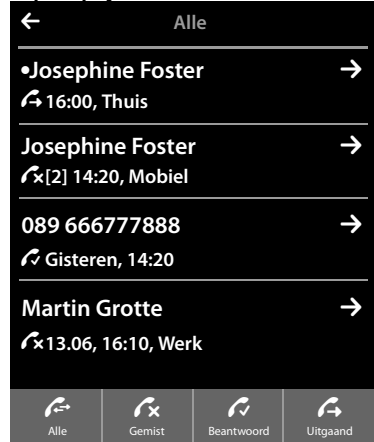 Alle
•Josephine Foster
16:00, Thuis
Josephine Foster
[2] 14:20, Mobiel
089 666777888
Gisteren, 14:20
Martin Grotte
13.06, 16:10, Werk
Alle Gemist Beantwoord Uitgaand